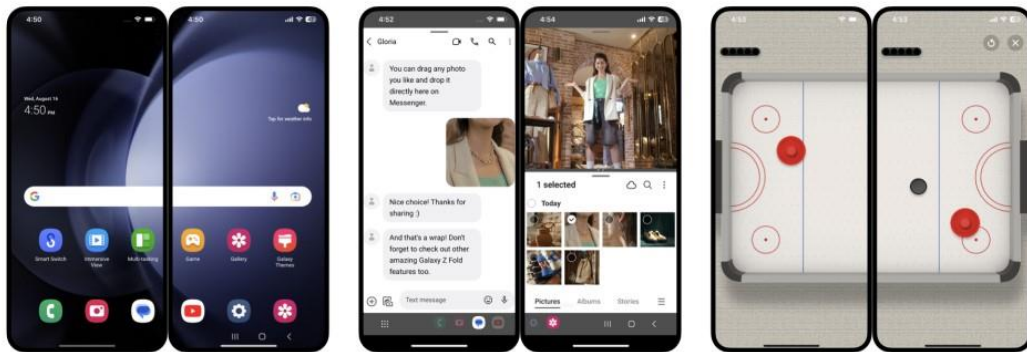 4:50
4:50
Wed, August 16
4:50 PM
Tap for weather info
G
Smart Switch
Immersive View
Multi-tasking
Game
Gallery
Galaxy Themes
4:52
Gloria
You can drag any photo
you like and drop it
directly here on
Messenger.
Nice choice! Thanks for
sharing :)
And that's a wrap! Don't
forget to check out other
amazing Galaxy Z Fold
features too.
Text message
4:54
1 selected
Today
Pictures
Albums
Stories
4:53
4:53